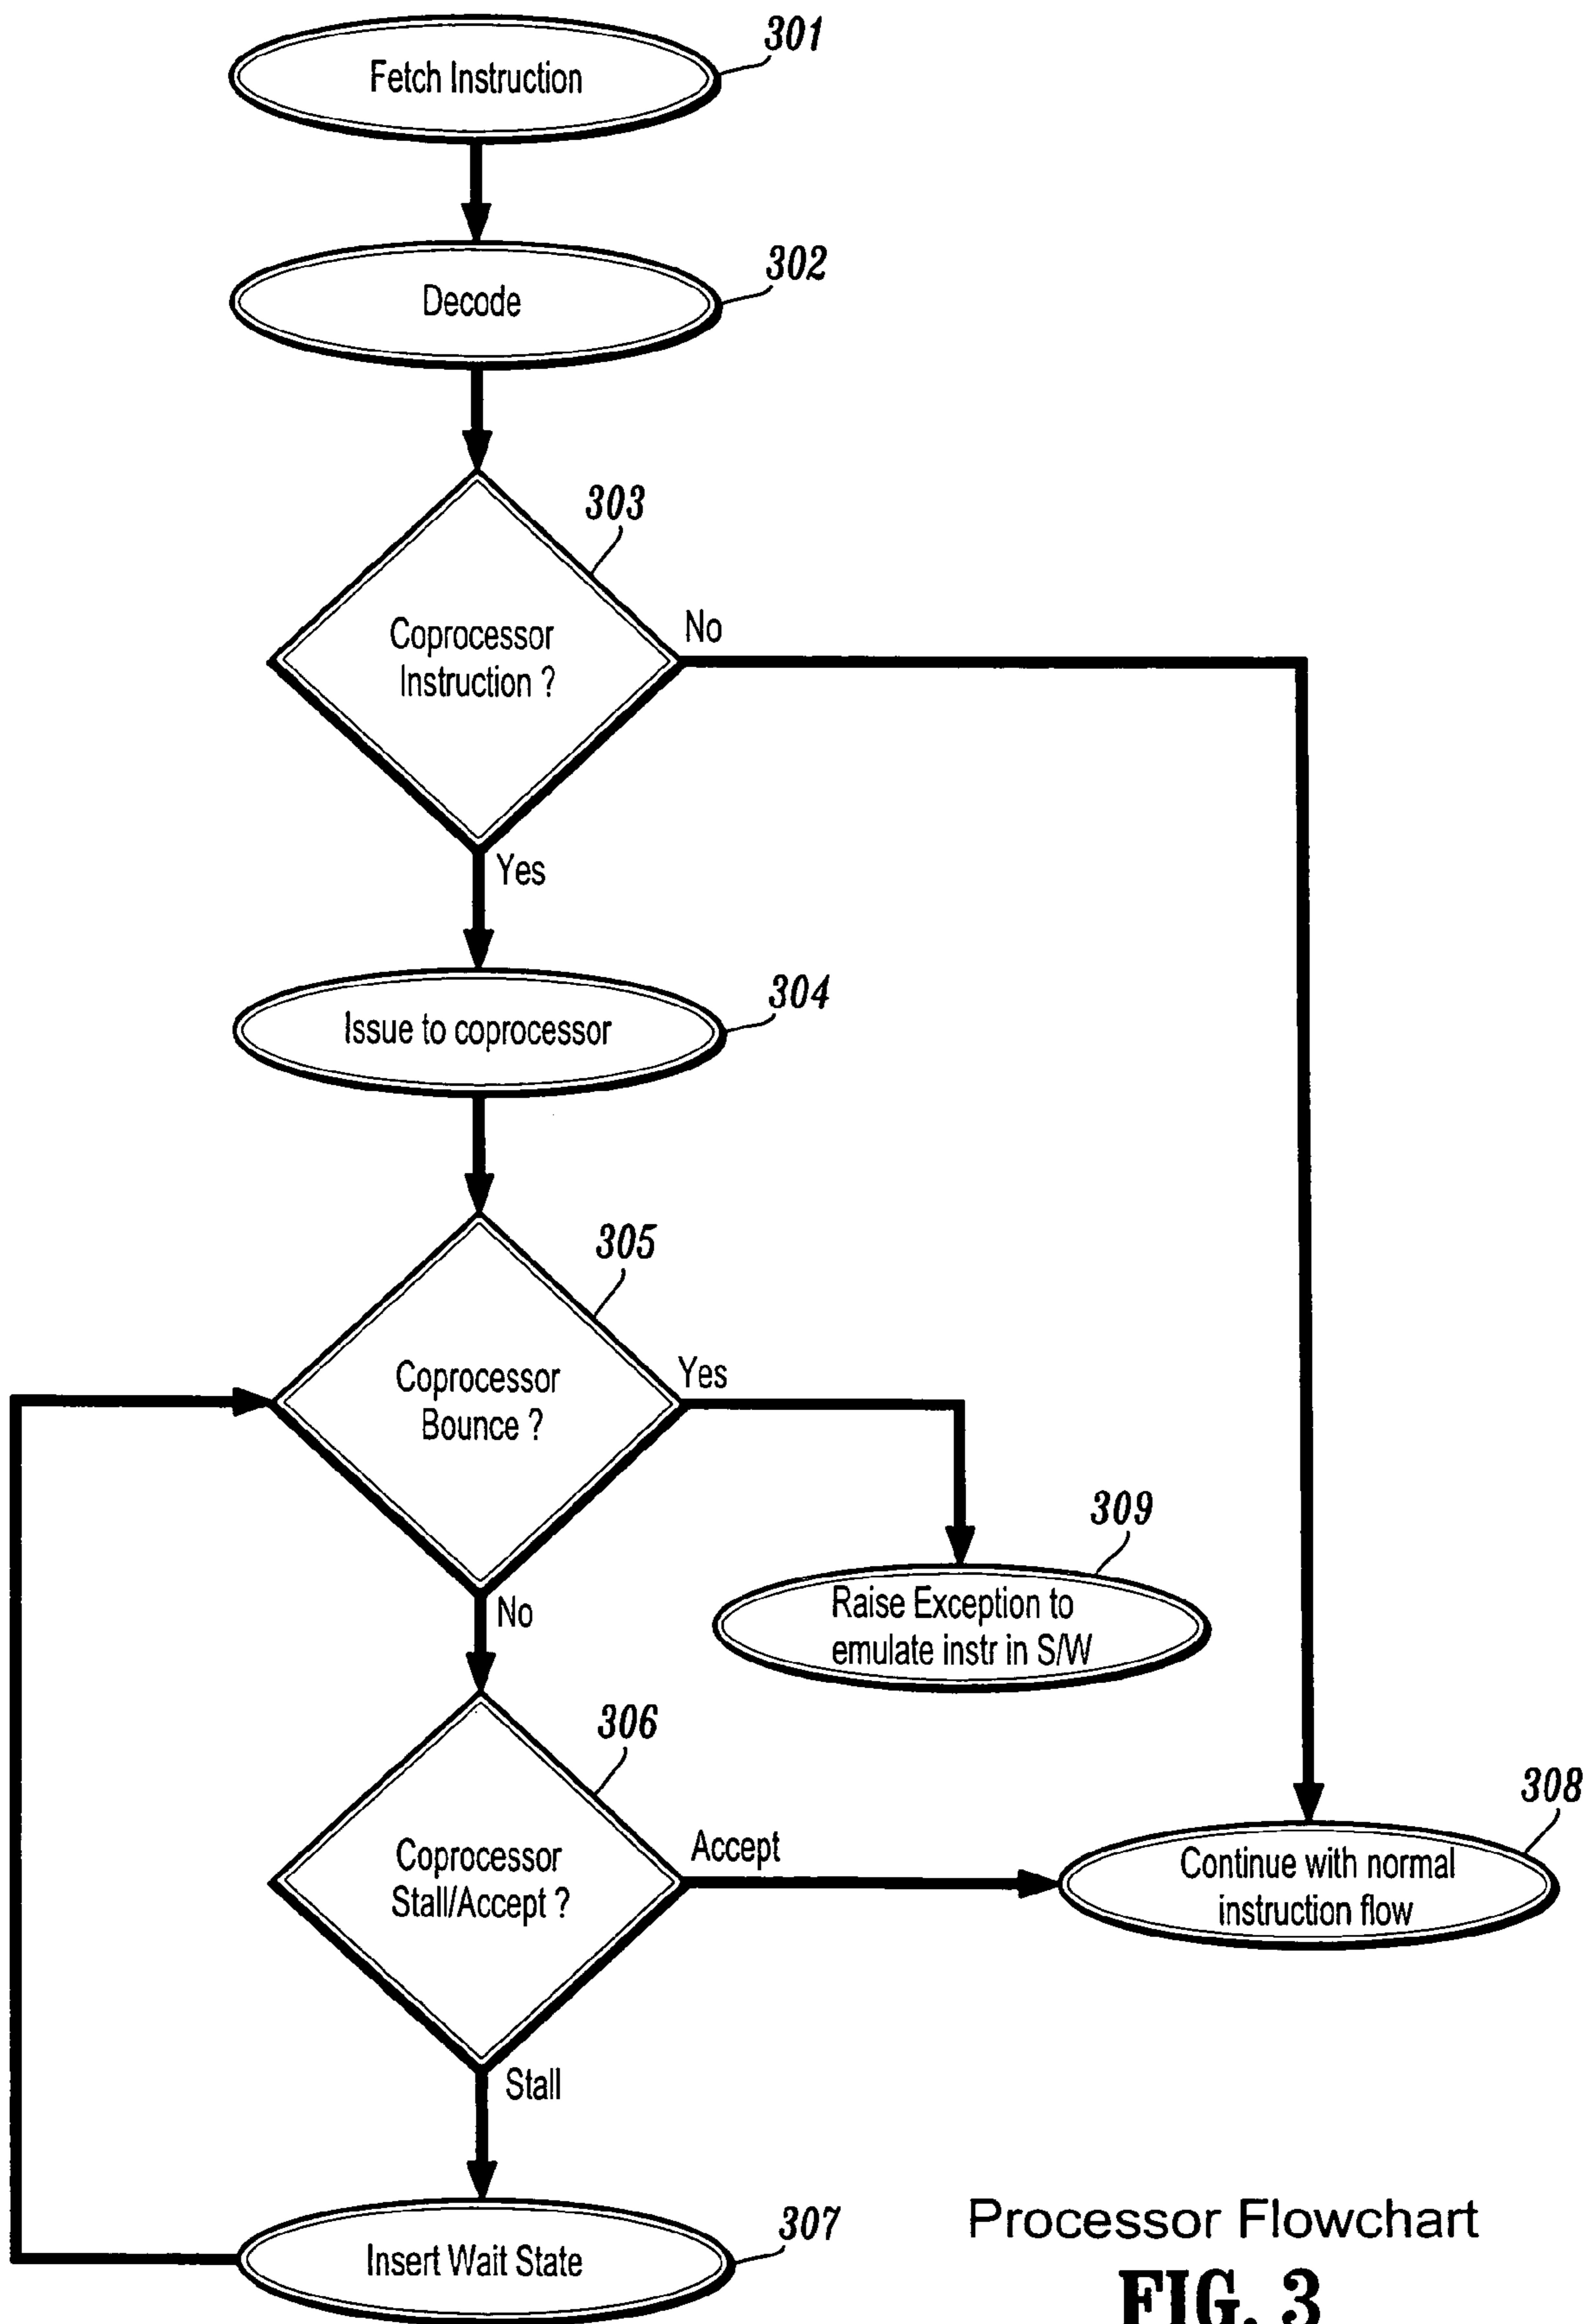 301
Fetch Instruction
302
Decode
303
Coprocessor
Instruction ?
No
Yes
304
Issue to coprocessor
305
Coprocessor
Bounce ?
Yes
309
Raise Exception to
emulate instr in S/W
No
306
Coprocessor
Stall/Accept ?
Accept
308
Continue with normal
instruction flow
Stall
307
Insert Wait State
Processor Flowchart
FIG. 3